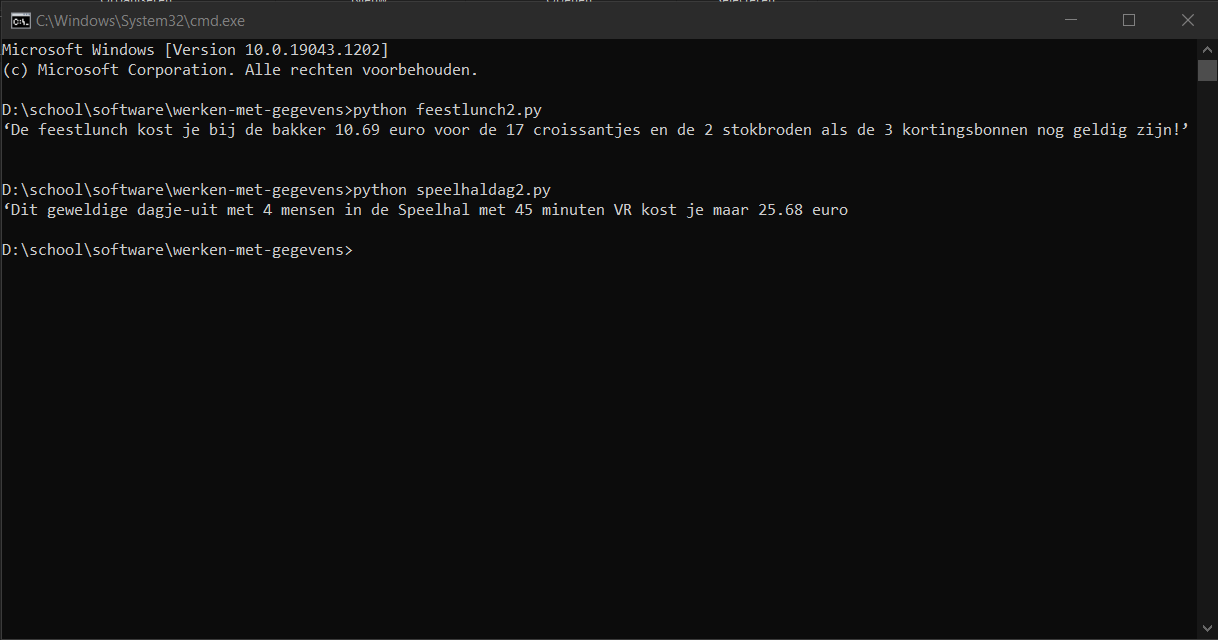 C:\Windows\System32\cmd.exe
Microsoft Windows [Version 10.0.19043.1202]
(c) Microsoft Corporation. Alle rechten voorbehouden.
D:\school\software\werken-met-gegevens>python feestlunch2.py
‘De feestlunch kost je bij de bakker 10.69 euro voor de 17 croissantjes en de 2 stokbroden als de 3 kortingsbonnen nog geldig zijn!’
D:\school\software\werken-met-gegevens>python speelhaldag2.py
‘Dit geweldige dagje-uit met 4 mensen in de Speelhal met 45 minuten VR kost je maar 25.68 euro
D:\school\software\werken-met-gegevens>